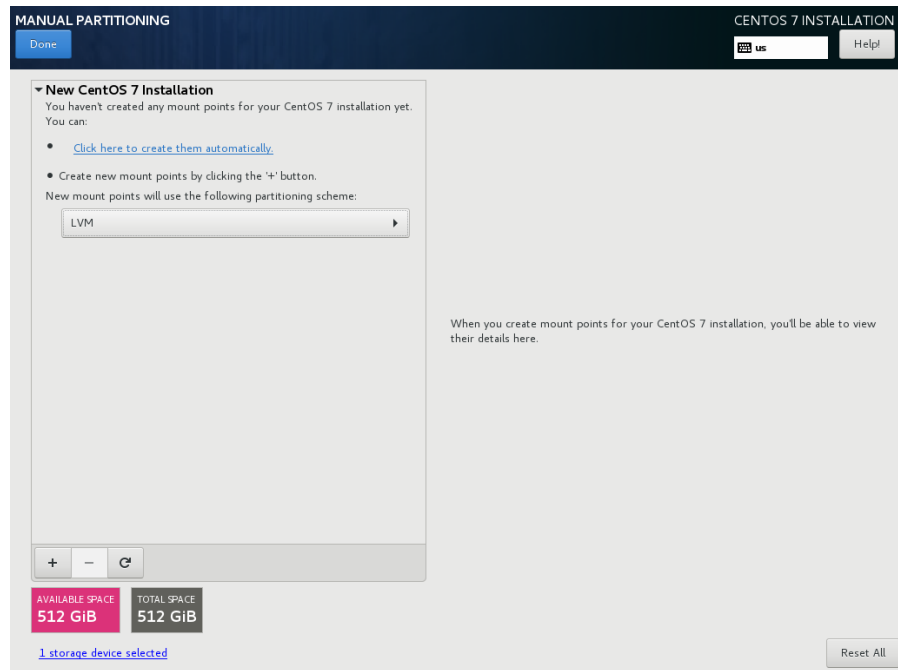 MANUAL PARTITIONING
CENTOS 7 INSTALLATION
Done
us
Help!
New CentOS 7 Installation
You haven't created any mount points for your CentOS 7 installation yet.
You can:
• Click here to create them automatically.
• Create new mount points by clicking the '+' button.
New mount points will use the following partitioning scheme:
LVM
When you create mount points for your CentOS 7 installation, you'll be able to view
their details here.
+ −
AVAILABLE SPACE
512 GiB
TOTAL SPACE
512 GiB
1 storage device selected
Reset All